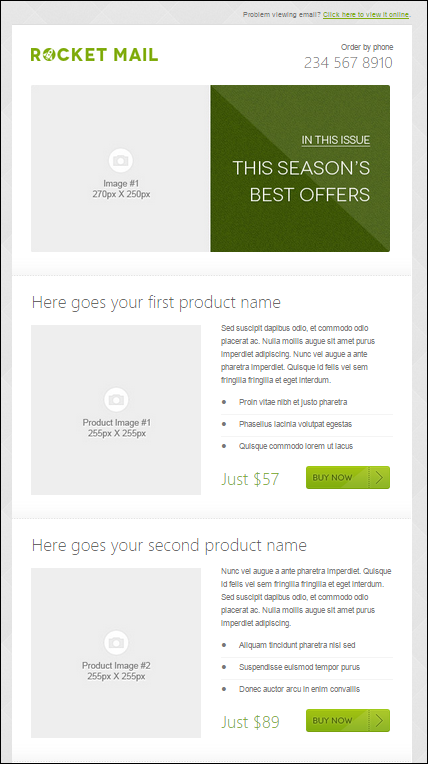 Problem viewing email? Click here to view it online.
ROCKET MAIL
Order by phone
234 567 8910
Image #1
270px X 250px
IN THIS ISSUE
THIS SEASON'S
BEST OFFERS
Here goes your first product name
Product Image #1
255px X 255px
Sed suscipit dapibus odio, et commodo odio
placerat ac. Nulla mollis augue sit amet purus
imperdiet adipiscing. Nunc vel augue a ante
pharetra imperdiet. Quisque id felis vel sem
fringilla fringilla et eget interdum.
• Proin vitae nibh et justo pharetra
• Phasellus lacinia volutpat egestas
• Quisque commodo lorem ut lacus
Just $57
BUY NOW
Here goes your second product name
Product Image #2
255px X 255px
Nunc vel augue a ante pharetra imperdiet. Quisque
id felis vel sem fringilla fringilla et eget interdum.
Sed suscipit dapibus odio, et commodo odio
placerat ac. Nulla mollis augue sit amet purus
imperdiet adipiscing.
• Aliquam tincidunt pharetra nisi sed
• Suspendisse euismod tempor purus
• Donec auctor arcu in enim convallis
Just $89
BUY NOW